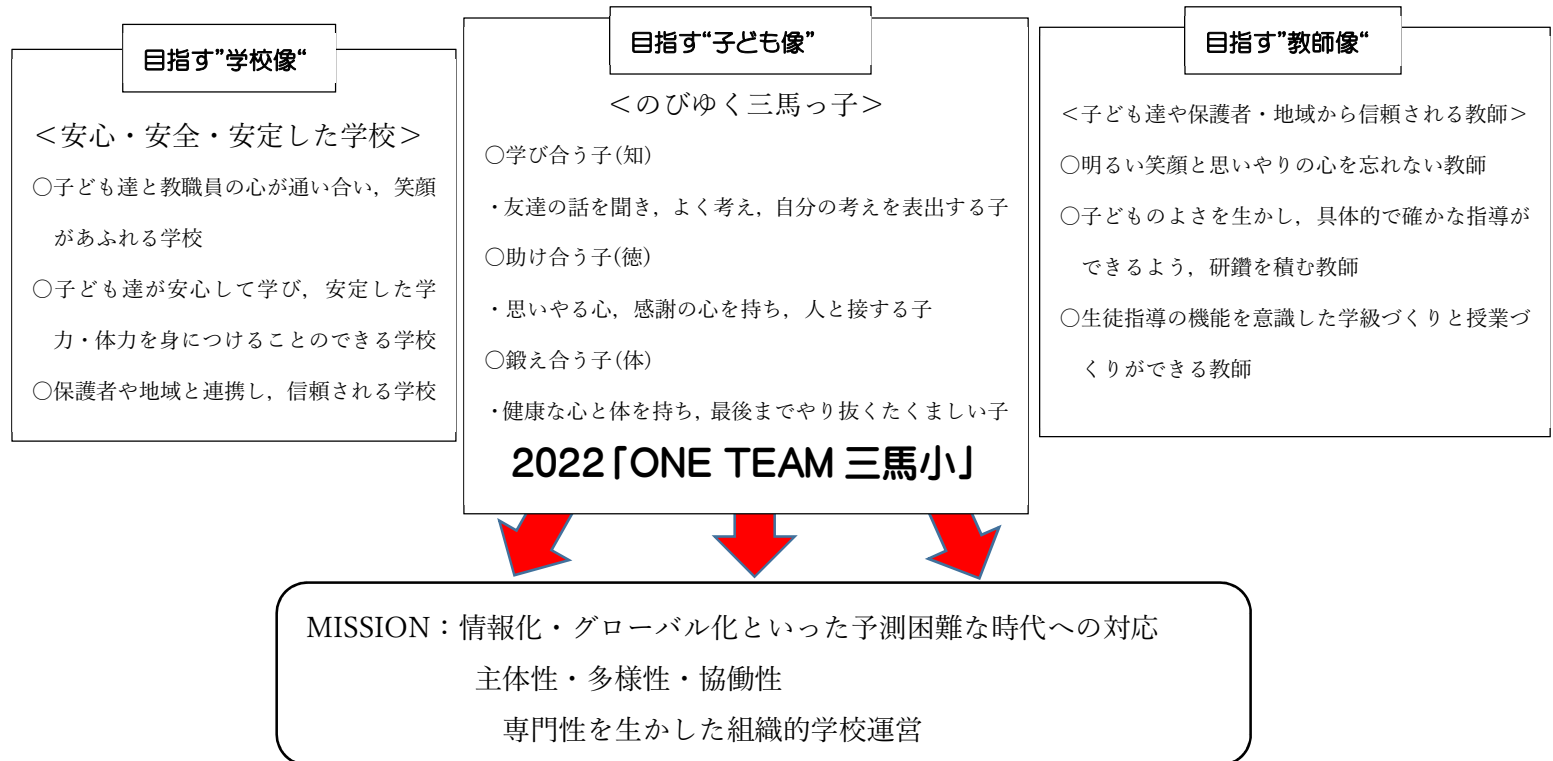 目指す”学校像“
＜安心・安全・安定した学校＞
○子ども達と教職員の心が通い合い，笑顔
があふれる学校
○子ども達が安心して学び，安定した学
力・体力を身につけることのできる学校
○保護者や地域と連携し，信頼される学校
目指す“子ども像”
＜のびゆく三馬っ子＞
○学び合う子(知)
・友達の話を聞き，よく考え，自分の考えを表出する子
○助け合う子(徳)
・思いやる心，感謝の心を持ち，人と接する子
○鍛え合う子(体)
・健康な心と体を持ち，最後までやり抜くたくましい子
2022「ONE TEAM 三馬小」
目指す”教師像“
＜子ども達や保護者・地域から信頼される教師＞
○明るい笑顔と思いやりの心を忘れない教師
○子どものよさを生かし，具体的で確かな指導が
できるよう，研鑽を積む教師
○生徒指導の機能を意識した学級づくりと授業づ
くりができる教師
MISSION：情報化・グローバル化といった予測困難な時代への対応
主体性・多様性・協働性
専門性を生かした組織的学校運営